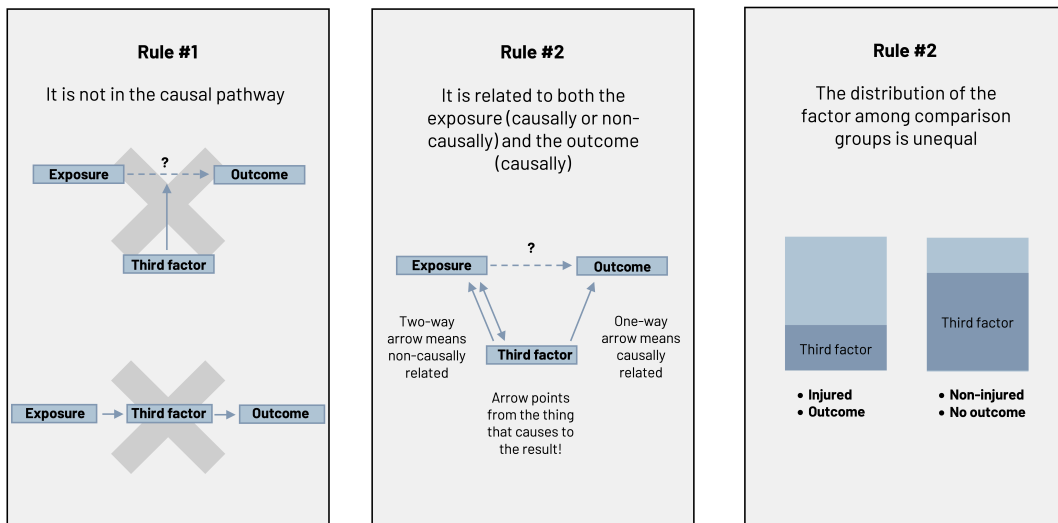 Rule #1
It is not in the causal pathway
?
Exposure
Outcome
Third factor
Exposure
Third factor
Outcome
Rule #2
It is related to both the
exposure (causally or non-
causally) and the outcome
(causally)
?
Exposure
Outcome
Two-way
arrow means
non-causally
related
One-way
arrow means
causally
related
Third factor
Arrow points
from the thing
that causes to
the result!
Rule #2
The distribution of the
factor among comparison
groups is unequal
Third factor
Third factor
• Injured
• Outcome
• Non-injured
• No outcome